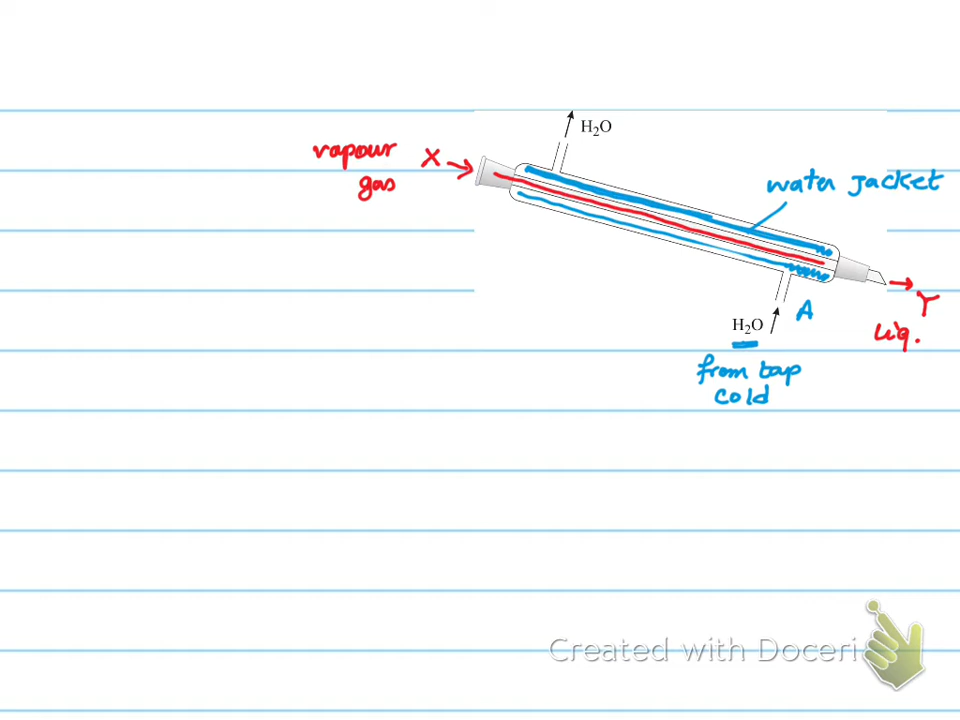 H₂O
vapour X
gas
water jacket
A
H₂O
Y
liq.
from tap
cold
Created with Doceri